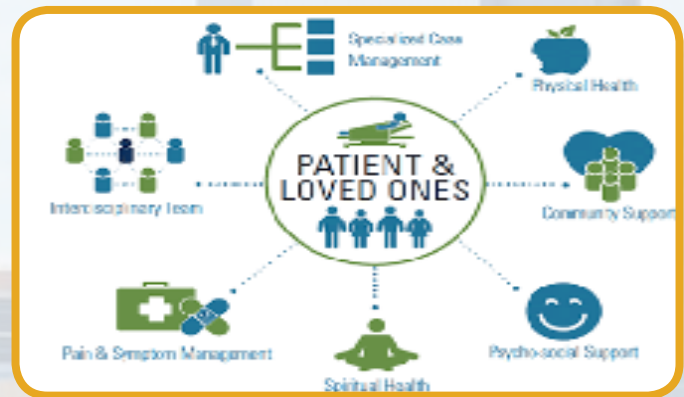 Specialized Case
Management
Physical Health
PATIENT &
LOVED ONES
Interdisciplinary Team
Community Support
Pain & Symptom Management
Psycho-social Support
Spiritual Health